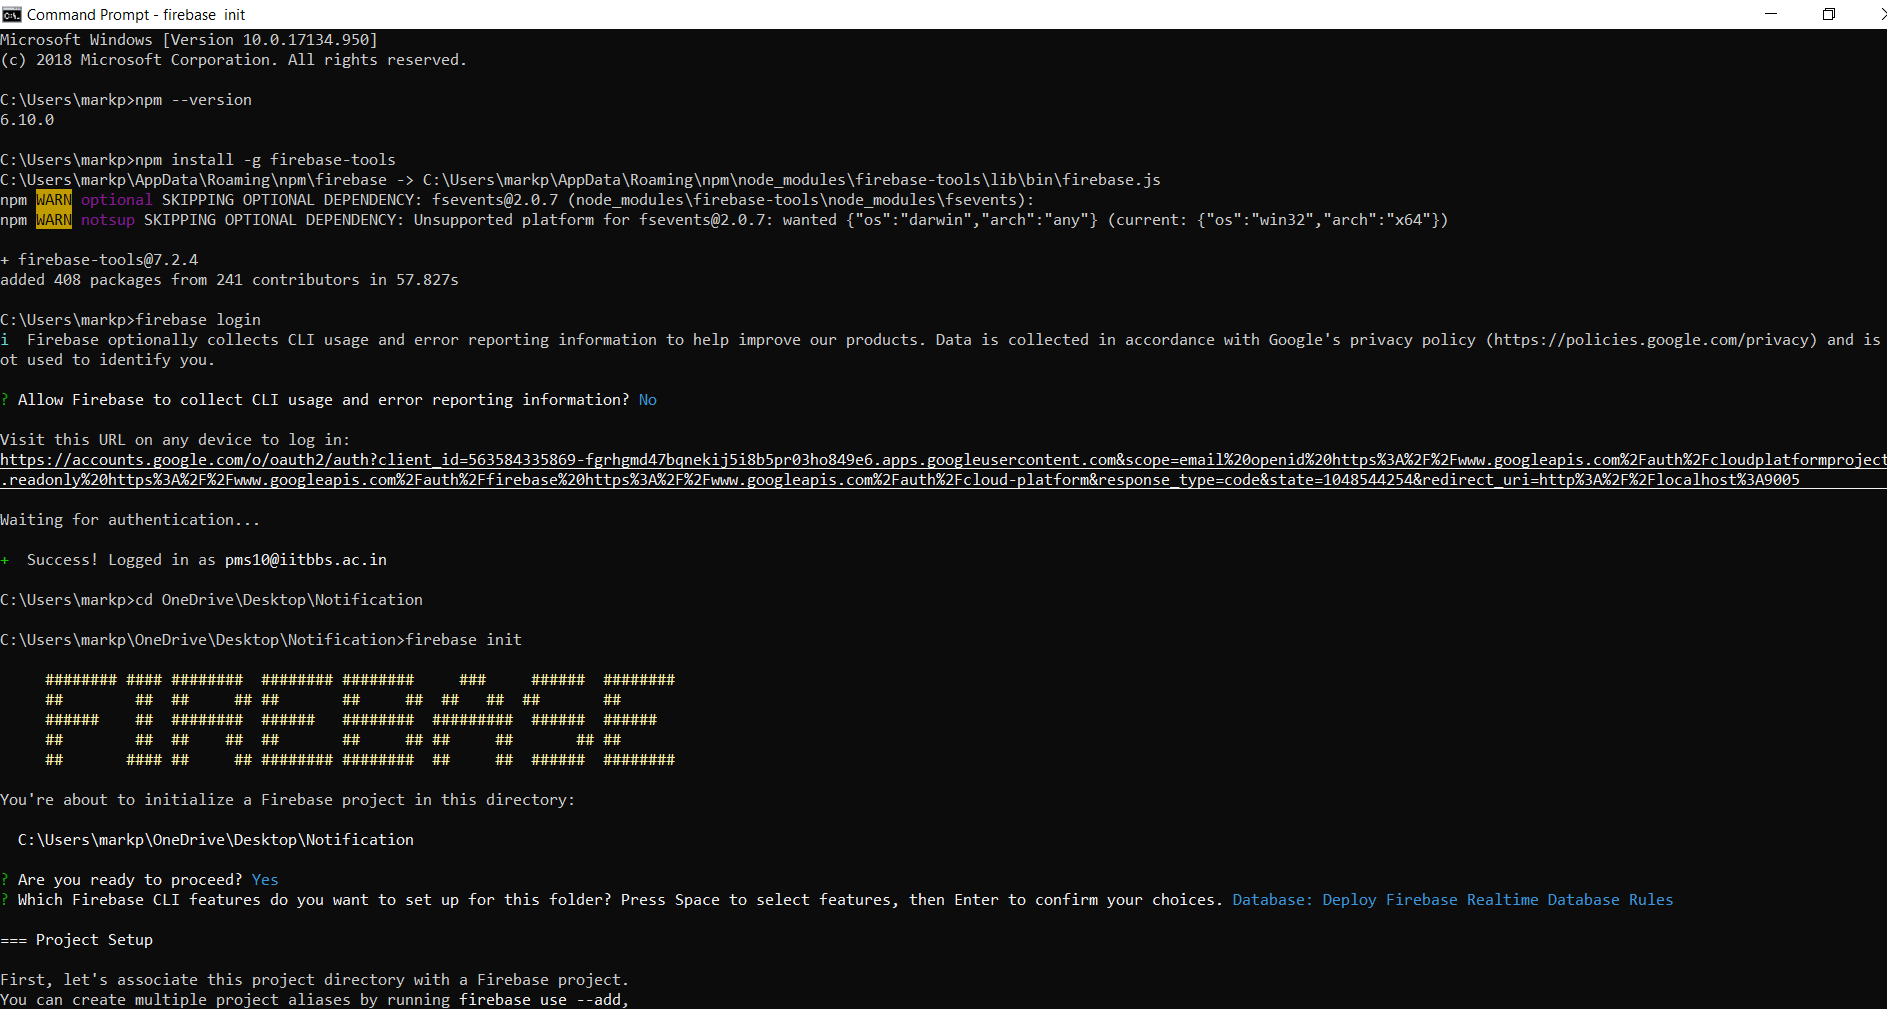 Command Prompt - firebase  init
Microsoft Windows [Version 10.0.17134.950]
(c) 2018 Microsoft Corporation. All rights reserved.
C:\Users\markp>npm --version
6.10.0
C:\Users\markp>npm install -g firebase-tools
C:\Users\markp\AppData\Roaming\npm\firebase -> C:\Users\markp\AppData\Roaming\npm\node_modules\firebase-tools\lib\bin\firebase.js
npm WARN optional SKIPPING OPTIONAL DEPENDENCY: fsevents@2.0.7 (node_modules\firebase-tools\node_modules\fsevents):
npm WARN notsup SKIPPING OPTIONAL DEPENDENCY: Unsupported platform for fsevents@2.0.7: wanted {"os":"darwin","arch":"any"} (current: {"os":"win32","arch":"x64"})
+ firebase-tools@7.2.4
added 408 packages from 241 contributors in 57.827s
C:\Users\markp>firebase login
i  Firebase optionally collects CLI usage and error reporting information to help improve our products. Data is collected in accordance with Google's privacy policy (https://policies.google.com/privacy) and is
ot used to identify you.
? Allow Firebase to collect CLI usage and error reporting information? No
Visit this URL on any device to log in:
https://accounts.google.com/o/oauth2/auth?client_id=563584335869-fgrhgmd47bqnekij5i8b5pr03ho849e6.apps.googleusercontent.com&scope=email%20openid%20https%3A%2F%2Fwww.googleapis.com%2Fauth%2Fcloudplatformproject
.readonly%20https%3A%2F%2Fwww.googleapis.com%2Fauth%2Ffirebase%20https%3A%2F%2Fwww.googleapis.com%2Fauth%2Fcloud-platform&response_type=code&state=1048544254&redirect_uri=http%3A%2F%2Flocalhost%3A9005
Waiting for authentication...
+  Success! Logged in as pms10@iitbbs.ac.in
C:\Users\markp>cd OneDrive\Desktop\Notification
C:\Users\markp\OneDrive\Desktop\Notification>firebase init
     ######## #### ########  ######## ########     ###     ######  ########
     ##        ##  ##     ## ##       ##     ##  ##   ##  ##       ##
     ######    ##  ########  ######   ########  #########  ######  ######
     ##        ##  ##    ##  ##       ##     ## ##     ##       ## ##
     ##       #### ##     ## ######## ########  ##     ##  ######  ########
You're about to initialize a Firebase project in this directory:
  C:\Users\markp\OneDrive\Desktop\Notification
? Are you ready to proceed? Yes
? Which Firebase CLI features do you want to set up for this folder? Press Space to select features, then Enter to confirm your choices. Database: Deploy Firebase Realtime Database Rules
=== Project Setup
First, let's associate this project directory with a Firebase project.
You can create multiple project aliases by running firebase use --add,